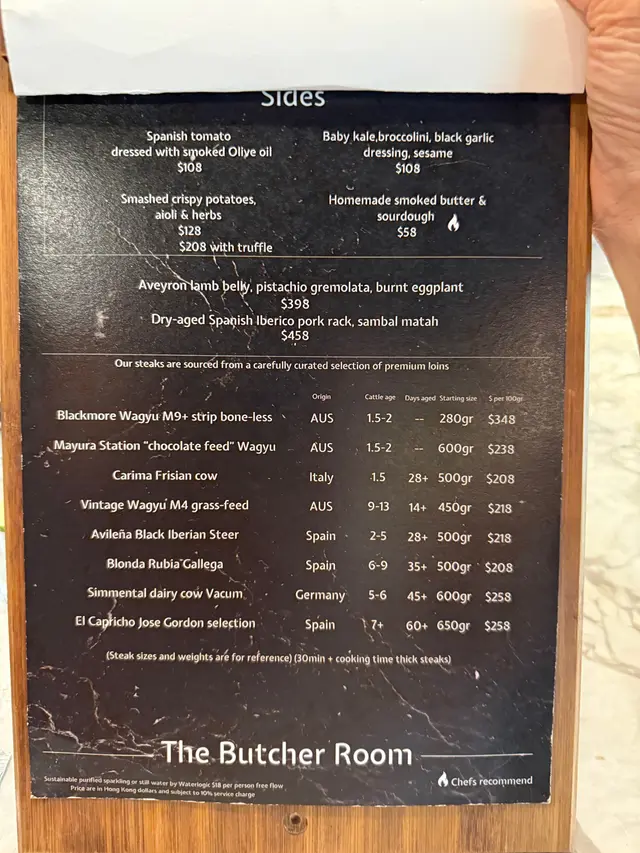 Sides
Spanish tomato
dressed with smoked Olive oil
$108
Baby kale,broccolini, black garlic
dressing, sesame
$108
Smashed crispy potatoes,
aioli & herbs
$128
$208 with truffle
Homemade smoked butter &
sourdough
$58
Aveyron lamb belly, pistachio gremolata, burnt eggplant
$398
Dry-aged Spanish Iberico pork rack, sambal matah
$458
Our steaks are sourced from a carefully curated selection of premium loins
Origin Cattle age Days aged Starting size $ per 100gr
Blackmore Wagyu M9+ strip bone-less AUS 1.5-2 -- 280gr $348
Mayura Station "chocolate feed" Wagyu AUS 1.5-2 -- 600gr $238
Carima Frisian cow Italy 1.5 28+ 500gr $208
Vintage Wagyu M4 grass-feed AUS 9-13 14+ 450gr $218
Avileña Black Iberian Steer Spain 2-5 28+ 500gr $218
Blonda Rubia Gallega Spain 6-9 35+ 500gr $208
Simmental dairy cow Vacum Germany 5-6 45+ 600gr $258
El Capricho Jose Gordon selection Spain 7+ 60+ 650gr $258
(Steak sizes and weights are for reference) (30min + cooking time thick steaks)
The Butcher Room
Sustainable purified sparkling or still water by Waterlogic $18 per person free flow
Price are in Hong Kong dollars and subject to 10% service charge
Chefs recommend